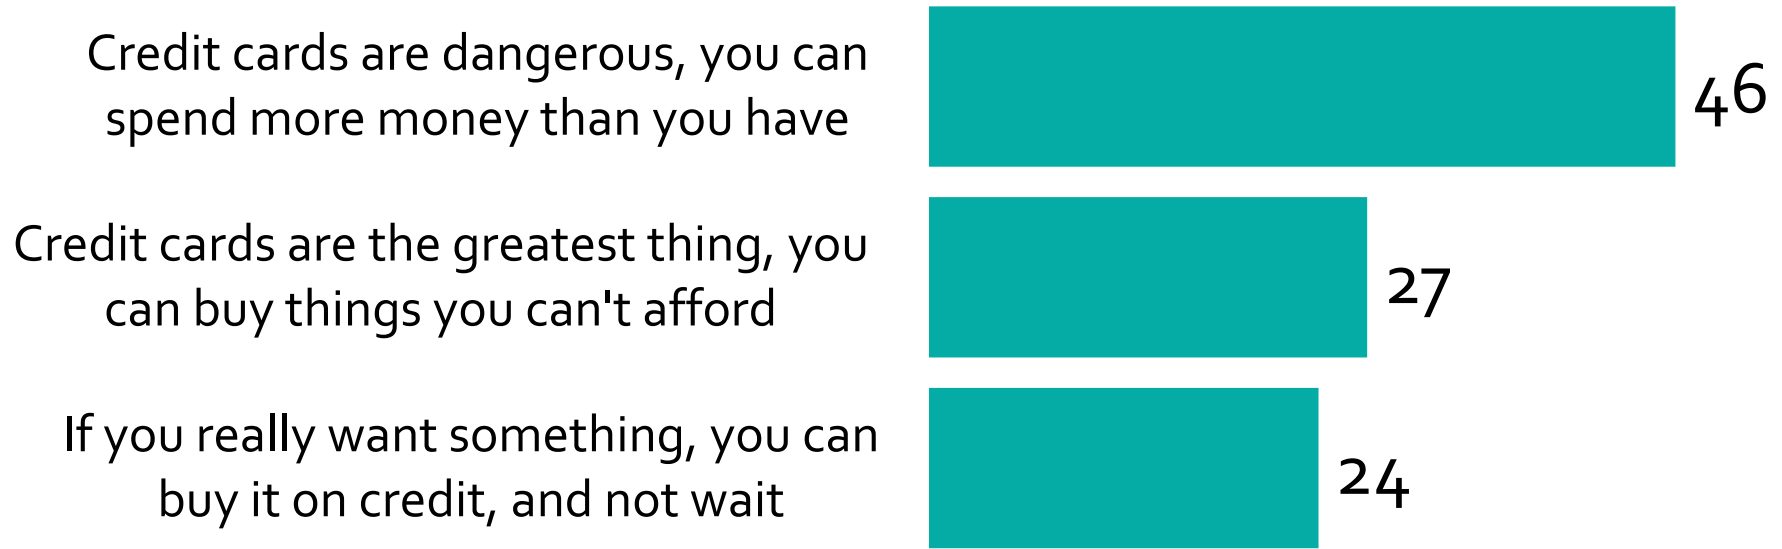 Credit cards are dangerous, you can
spend more money than you have
46
Credit cards are the greatest thing, you
can buy things you can't afford
27
If you really want something, you can
buy it on credit, and not wait
24